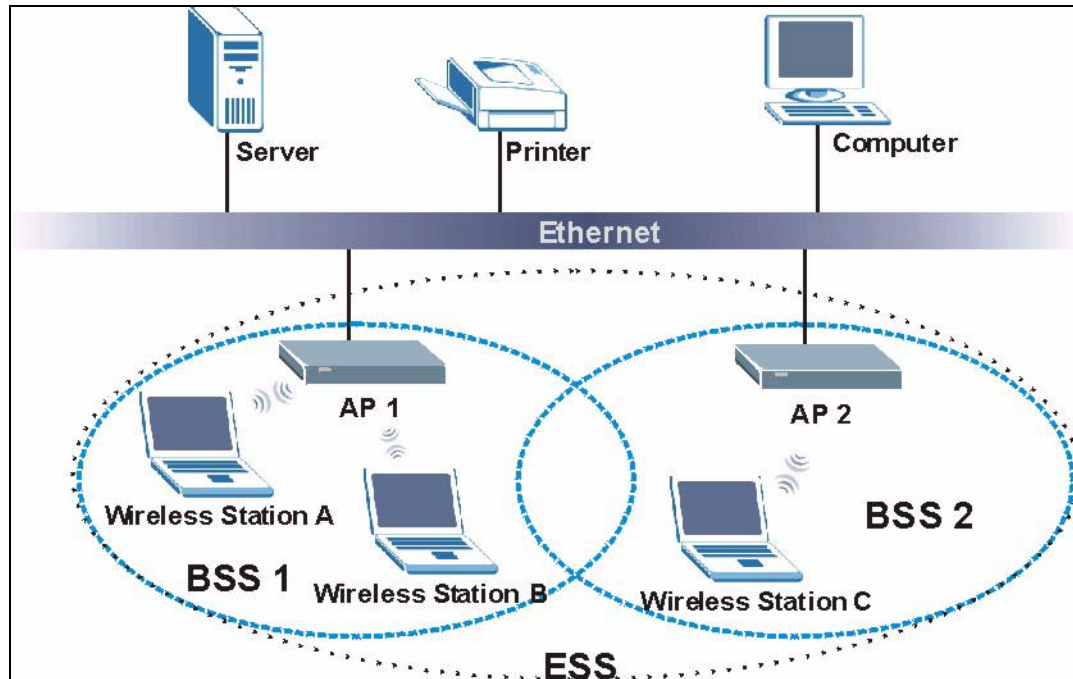 Server
Printer
Computer
Ethernet
AP 1
AP 2
Wireless Station A
BSS 2
BSS 1
Wireless Station B
Wireless Station C
ESS